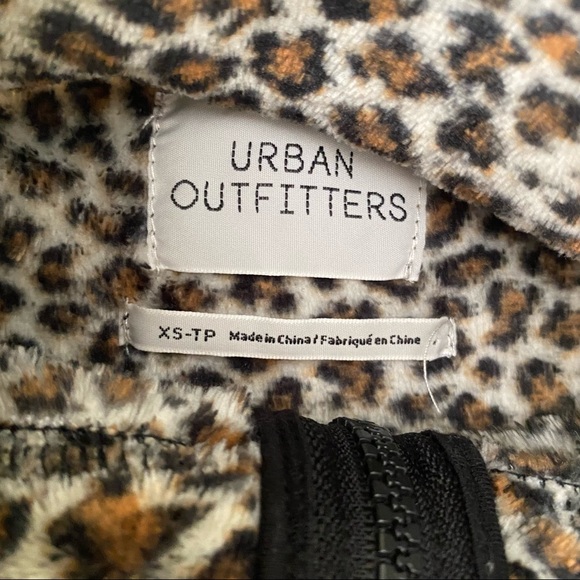 URBAN
OUTFITTERS
XS-TP Made in China / Fabriqué en Chine